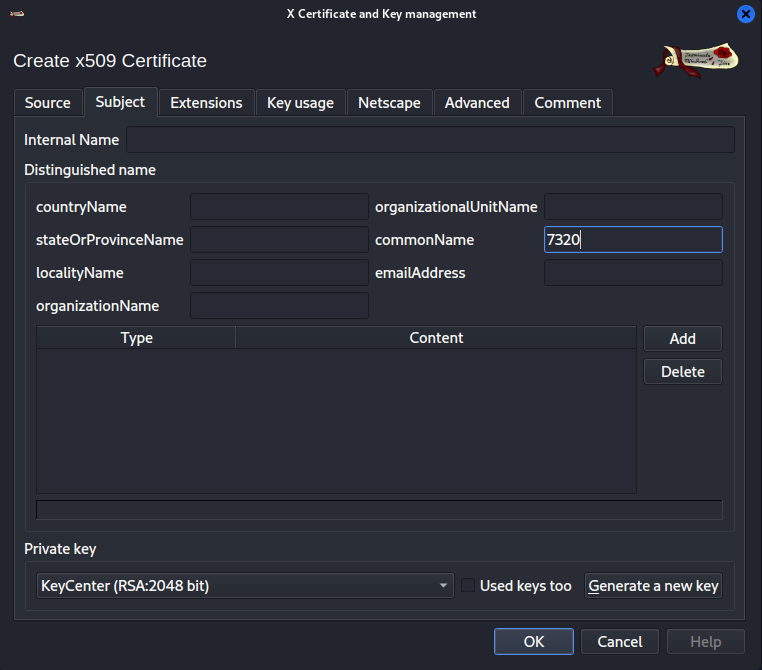 X Certificate and Key management
Create x509 Certificate
Source Subject Extensions Key usage Netscape Advanced Comment
Internal Name
Distinguished name
countryName organizationalUnitName
stateOrProvinceName commonName 7320
localityName emailAddress
organizationName
Type Content Add
Delete
Private key
KeyCenter (RSA:2048 bit) Used keys too Generate a new key
OK Cancel Help